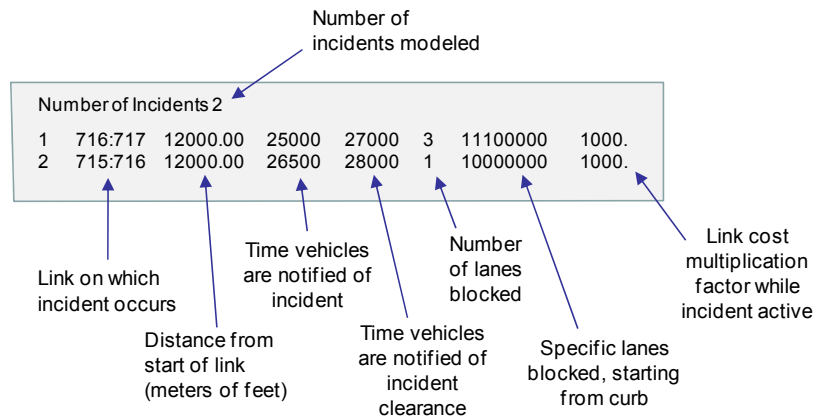 Number of
incidents modeled
Number of Incidents 2
1 716:717 12000.00 25000 27000 3 11100000 1000.
2 715:716 12000.00 26500 28000 1 10000000 1000.
Link on which
incident occurs
Distance from
start of link
(meters of feet)
Time vehicles
are notified of
incident
Time vehicles
are notified of
incident
clearance
Number
of lanes
blocked
Specific lanes
blocked, starting
from curb
Link cost
multiplication
factor while
incident active